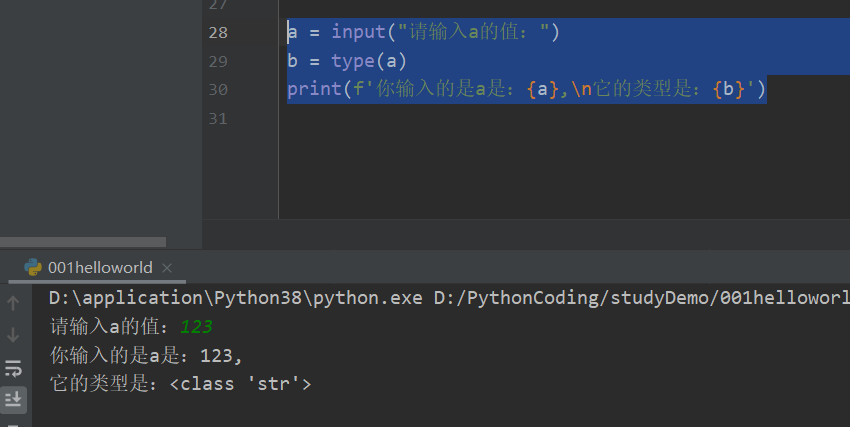 27
28 a = input("请输入a的值：")
29 b = type(a)
30 print(f'你输入的是a是：{a},\n它的类型是：{b}')
31
001helloworld
D:\application\Python38\python.exe D:/PythonCoding/studyDemo/001helloworl
请输入a的值：123
你输入的是a是：123,
它的类型是：<class 'str'>